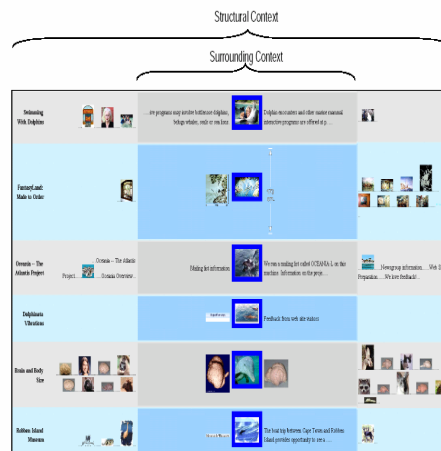 Structural Context
Surrounding Context
Swimming
With Dolphins
…ure programs may involve bottlenose dolphins,
beluga whales, orcas or sea lions
Dolphin encounters and other marine mammal
interactive programs are offered at p….
FantasyLand:
Made to Order
Oceania – The
Atlantis Project
…Oceania – The Atlantis
Project…
…Oceania Overview…
Mailing list information
We run a mailing list called OCEANIA-L on this
machine. Information on the proje….
…Newsgroup information……Web S
Preparation……We love feedback!…
Dolphinnea
Vibrations
Feedback from web site visitors
Brain and Body
Size
Robben Island
Museum
The boat trip between Cape Town and Robben
Island provides opportunity to see a….